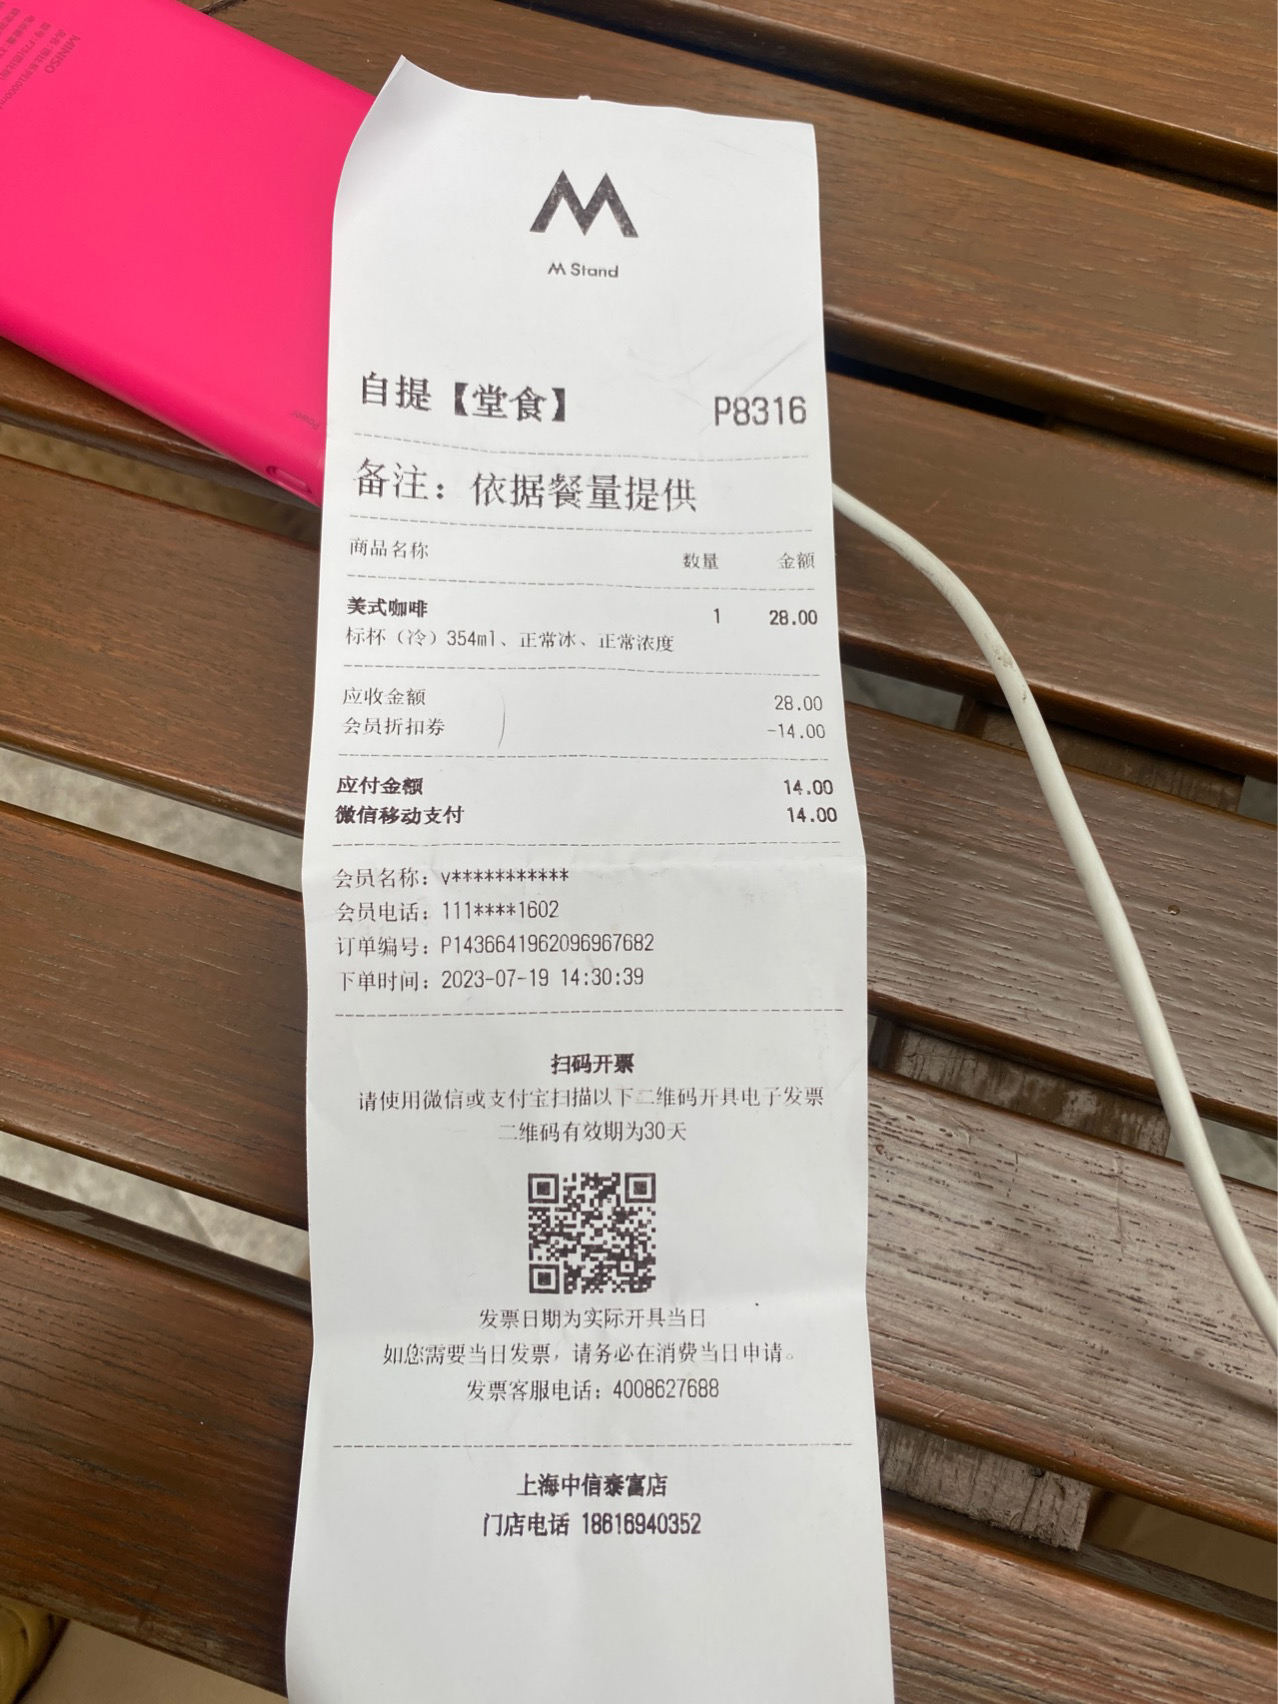 MINISO
Power
M Stand
自提【堂食】 P8316
备注：依据餐量提供
商品名称 数量 金额
美式咖啡 1 28.00
标杯（冷）354ml、正常冰、正常浓度
应收金额 28.00
会员折扣券 -14.00
应付金额 14.00
微信移动支付 14.00
会员名称：v***********
会员电话：111****1602
订单编号：P1436641962096967682
下单时间：2023-07-19 14:30:39
扫码开票
请使用微信或支付宝扫描以下二维码开具电子发票
二维码有效期为30天
发票日期为实际开具当日
如您需要当日发票，请务必在消费当日申请。
发票客服电话：4008627688
上海中信泰富店
门店电话 18616940352